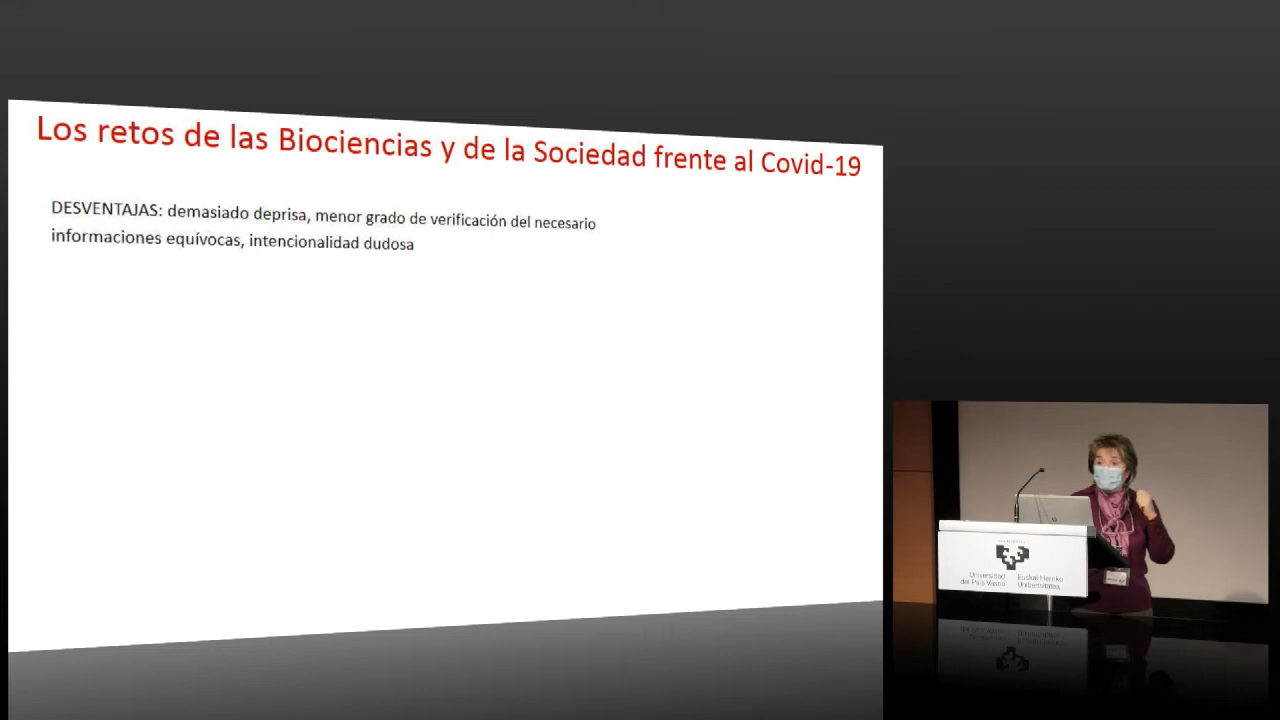 Los retos de las Biociencias y de la Sociedad frente al Covid-19
DESVENTAJAS: demasiado deprisa, menor grado de verificación del necesario
informaciones equívocas, intencionalidad dudosa
Universidad
del País Vasco
Euskal Herriko
Unibertsitatea